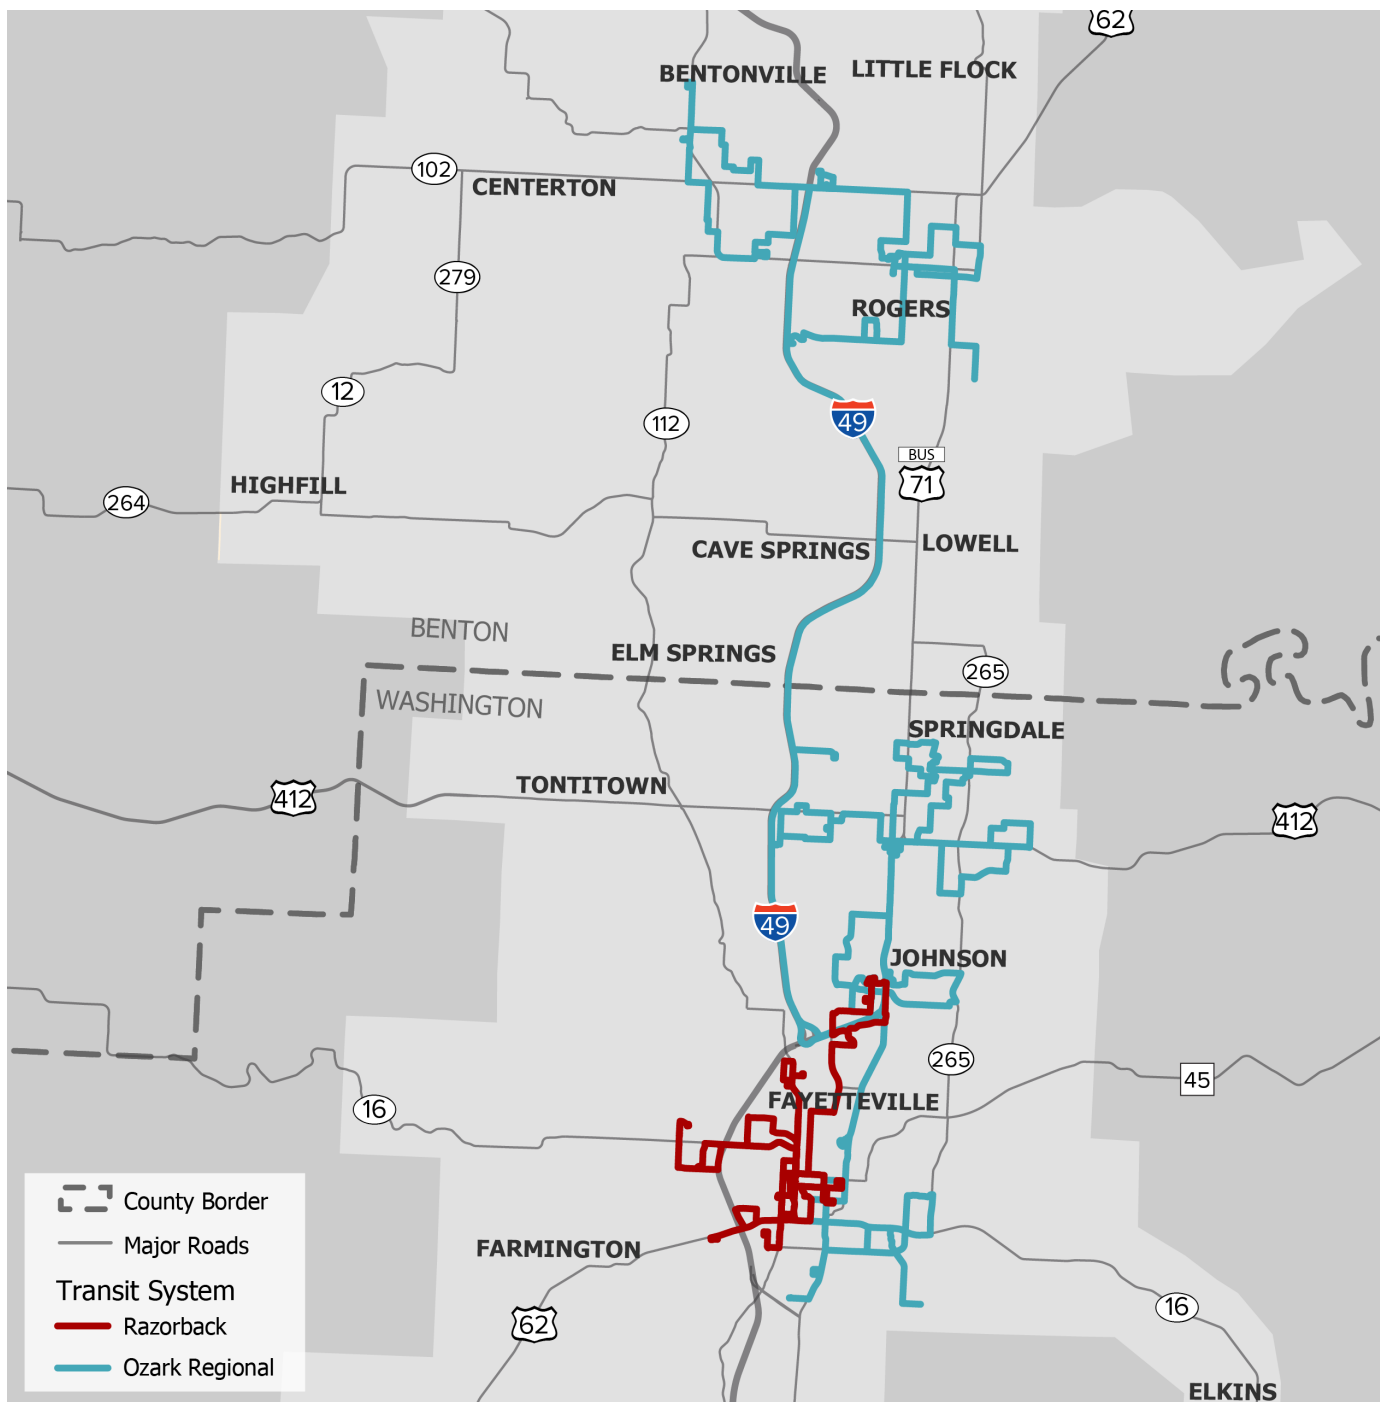 62
BENTONVILLE
LITTLE FLOCK
102
CENTERTON
279
ROGERS
12
49
112
BUS
71
HIGHFILL
264
LOWELL
CAVE SPRINGS
BENTON
ELM SPRINGS
265
WASHINGTON
SPRINGDALE
TONTITOWN
412
412
49
JOHNSON
265
45
FAYETTEVILLE
16
FARMINGTON
16
62
ELKINS
County Border
Major Roads
Transit System
Razorback
Ozark Regional